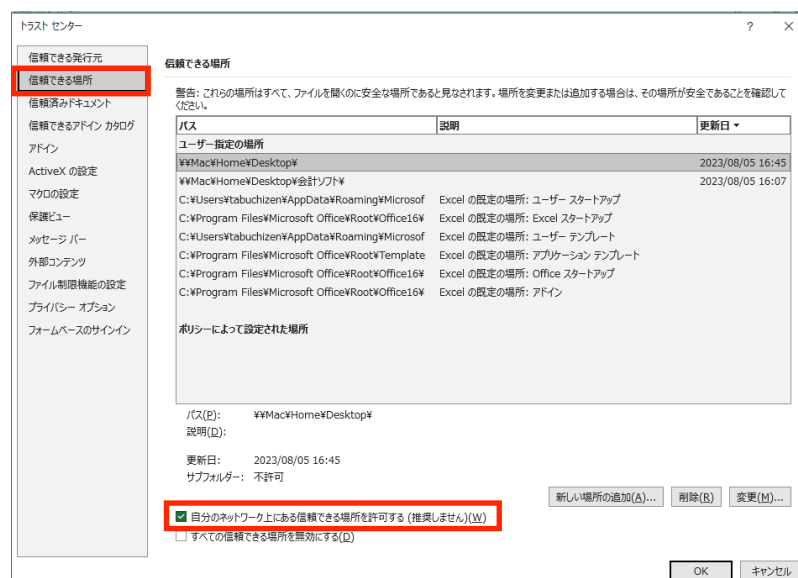 トラスト センター
? ×
信頼できる発行元
信頼できる場所
信頼済みドキュメント
信頼できるアドイン カタログ
アドイン
ActiveX の設定
マクロの設定
保護ビュー
メッセージ バー
外部コンテンツ
ファイル制限機能の設定
プライバシー オプション
フォームベースのサインイン
信頼できる場所
警告: これらの場所はすべて、ファイルを開くのに安全な場所であると見なされます。場所を変更または追加する場合は、その場所が安全であることを確認して
ください。
パス 説明 更新日
ユーザー指定の場所
¥¥Mac¥Home¥Desktop¥ 2023/08/05 16:45
¥¥Mac¥Home¥Desktop¥会計ソフト¥ 2023/08/05 16:07
C:¥Users¥tabuchizen¥AppData¥Roaming¥Microsof Excel の既定の場所: ユーザー スタートアップ
C:¥Program Files¥Microsoft Office¥Root¥Office16¥ Excel の既定の場所: Excel スタートアップ
C:¥Users¥tabuchizen¥AppData¥Roaming¥Microsof Excel の既定の場所: ユーザー テンプレート
C:¥Program Files¥Microsoft Office¥Root¥Template Excel の既定の場所: アプリケーション テンプレート
C:¥Program Files¥Microsoft Office¥Root¥Office16¥ Excel の既定の場所: Office スタートアップ
C:¥Program Files¥Microsoft Office¥Root¥Office16¥ Excel の既定の場所: アドイン
ポリシーによって設定された場所
パス(P): ¥¥Mac¥Home¥Desktop¥
説明(D):
更新日: 2023/08/05 16:45
サブフォルダー: 不許可
新しい場所の追加(A)... 削除(R) 変更(M)...
自分のネットワーク上にある信頼できる場所を許可する (推奨しません)(W)
すべての信頼できる場所を無効にする(D)
OK キャンセル